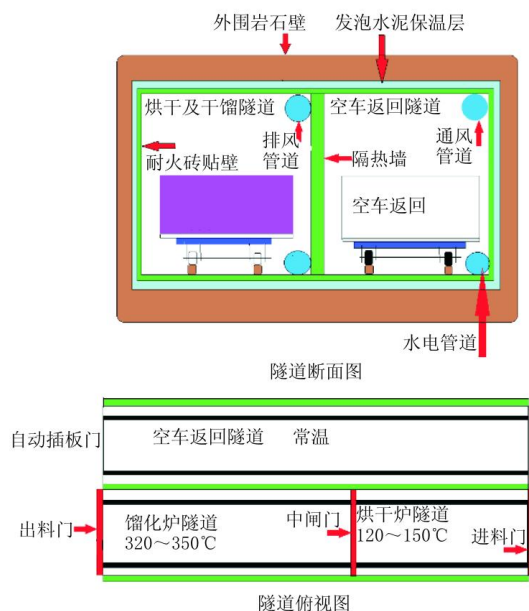 外围岩石壁
发泡水泥保温层
烘干及干馏隧道
空车返回隧道
排风
管道
通风
管道
耐火砖贴壁
隔热墙
空车返回
水电管道
隧道断面图
自动插板门
空车返回隧道 常温
出料门
馏化炉隧道
320～350℃
中闸门
烘干炉隧道
120～150℃
进料门
隧道俯视图